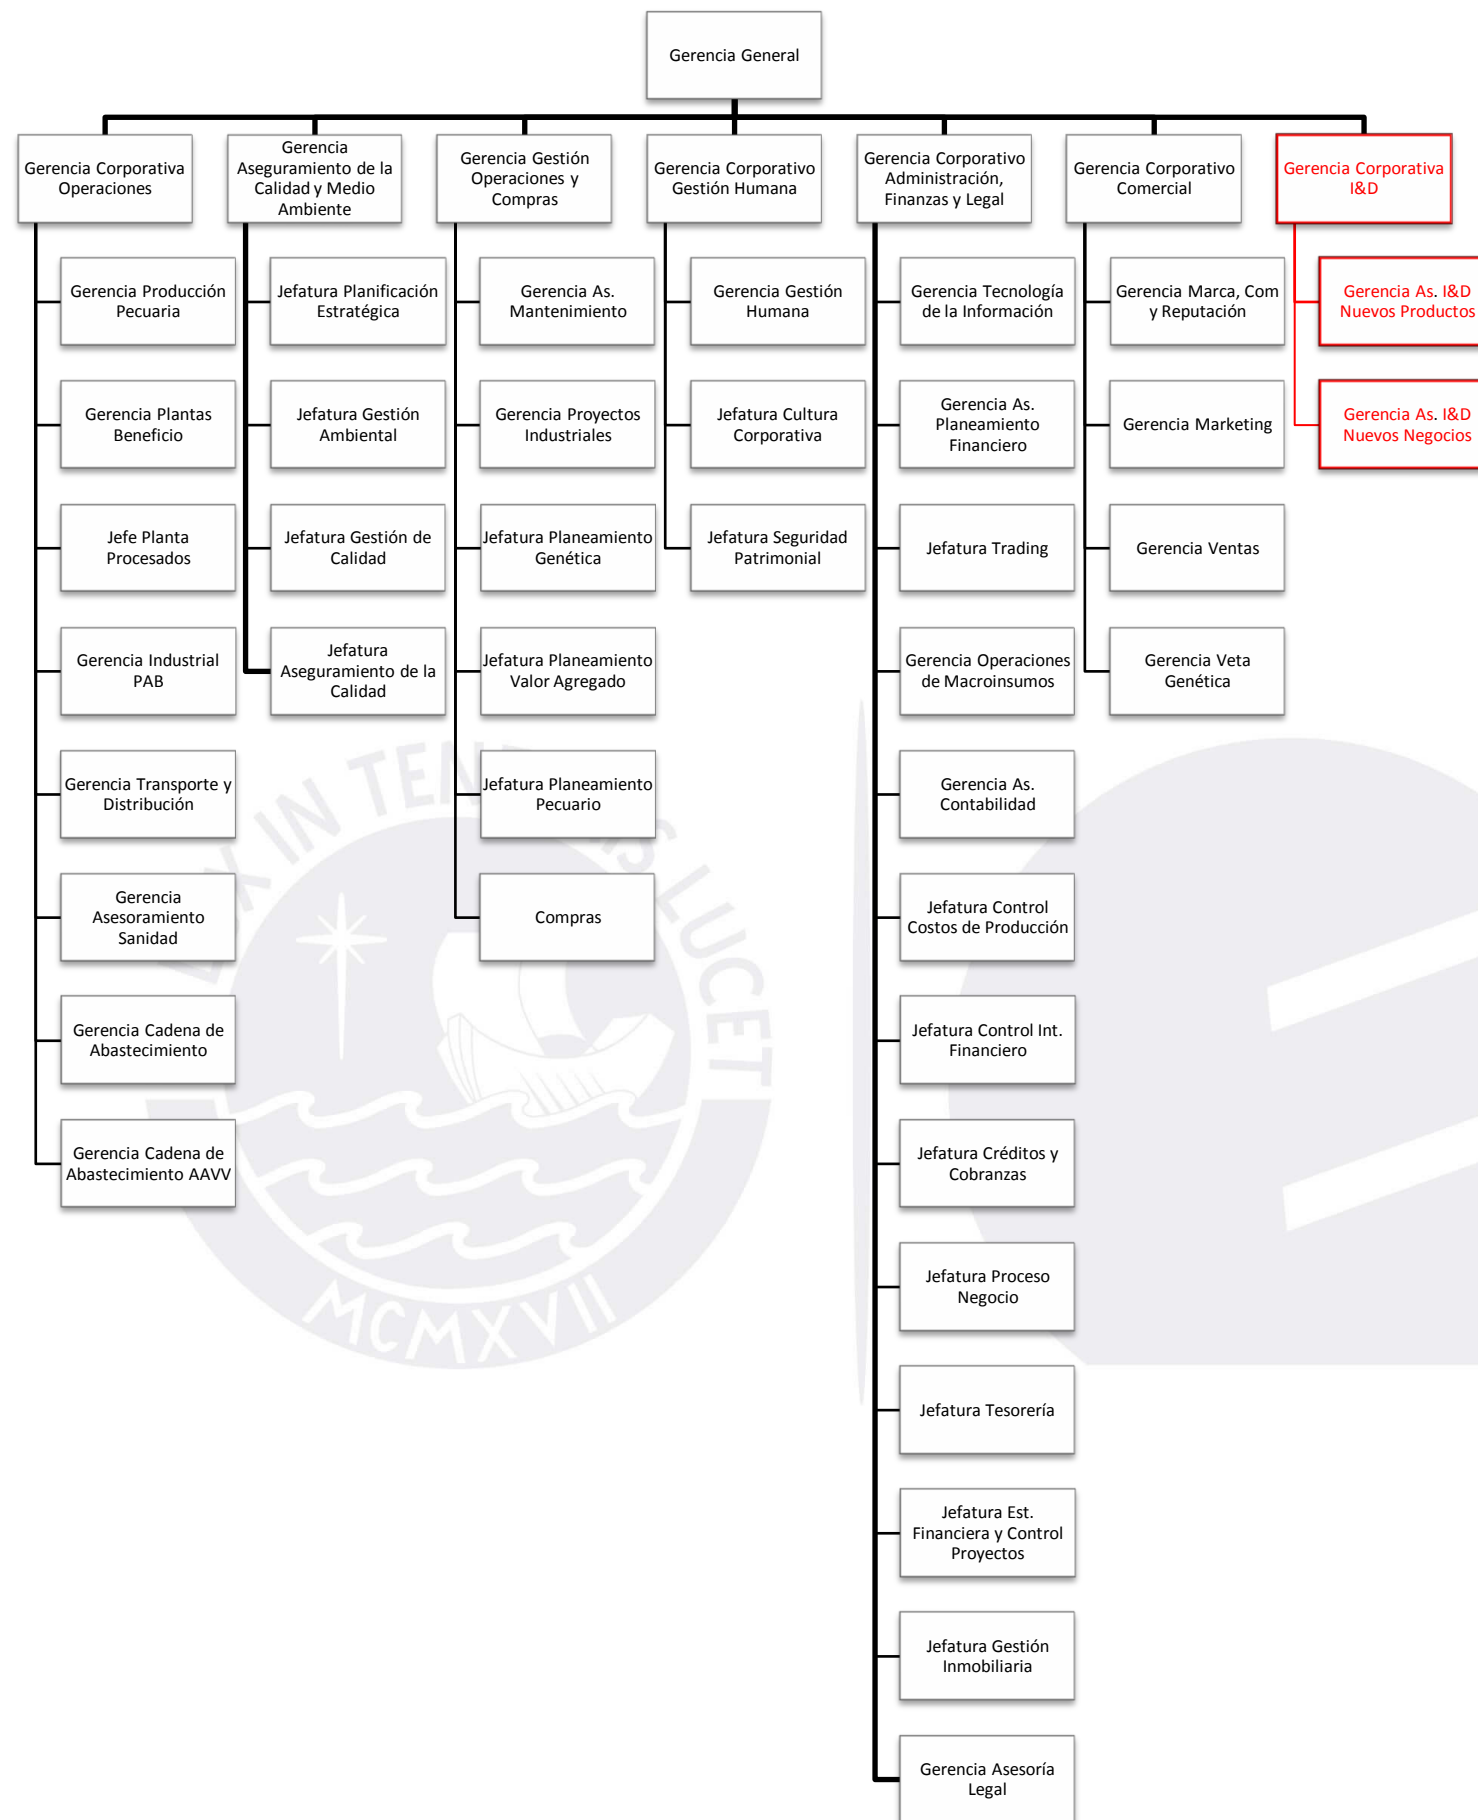 Gerencia General
Gerencia Corporativa
Operaciones
Gerencia Producción
Pecuaria
Gerencia Plantas
Beneficio
Jefe Planta
Procesados
Gerencia Industrial
PAB
Gerencia Transporte y
Distribución
Gerencia
Asesoramiento
Sanidad
Gerencia Cadena de
Abastecimiento
Gerencia Cadena de
Abastecimiento AAVV
Gerencia
Aseguramiento de la
Calidad y Medio
Ambiente
Jefatura Planificación
Estratégica
Jefatura Gestión
Ambiental
Jefatura Gestión de
Calidad
Jefatura
Aseguramiento de la
Calidad
Gerencia Gestión
Operaciones y
Compras
Gerencia As.
Mantenimiento
Gerencia Proyectos
Industriales
Jefatura Planeamiento
Genética
Jefatura Planeamiento
Valor Agregado
Jefatura Planeamiento
Pecuario
Compras
Gerencia Corporativo
Gestión Humana
Gerencia Gestión
Humana
Jefatura Cultura
Corporativa
Jefatura Seguridad
Patrimonial
Gerencia Corporativo
Administración,
Finanzas y Legal
Gerencia Tecnología
de la Información
Gerencia As.
Planeamiento
Financiero
Jefatura Trading
Gerencia Operaciones
de Macroinsumos
Gerencia As.
Contabilidad
Jefatura Control
Costos de Producción
Jefatura Control Int.
Financiero
Jefatura Créditos y
Cobranzas
Jefatura Proceso
Negocio
Jefatura Tesorería
Jefatura Est.
Financiera y Control
Proyectos
Jefatura Gestión
Inmobiliaria
Gerencia Asesoría
Legal
Gerencia Corporativo
Comercial
Gerencia Marca, Com
y Reputación
Gerencia Marketing
Gerencia Ventas
Gerencia Veta
Genética
Gerencia Corporativa
I&D
Gerencia As. I&D
Nuevos Productos
Gerencia As. I&D
Nuevos Negocios
IN
LUCET
MCMXVII